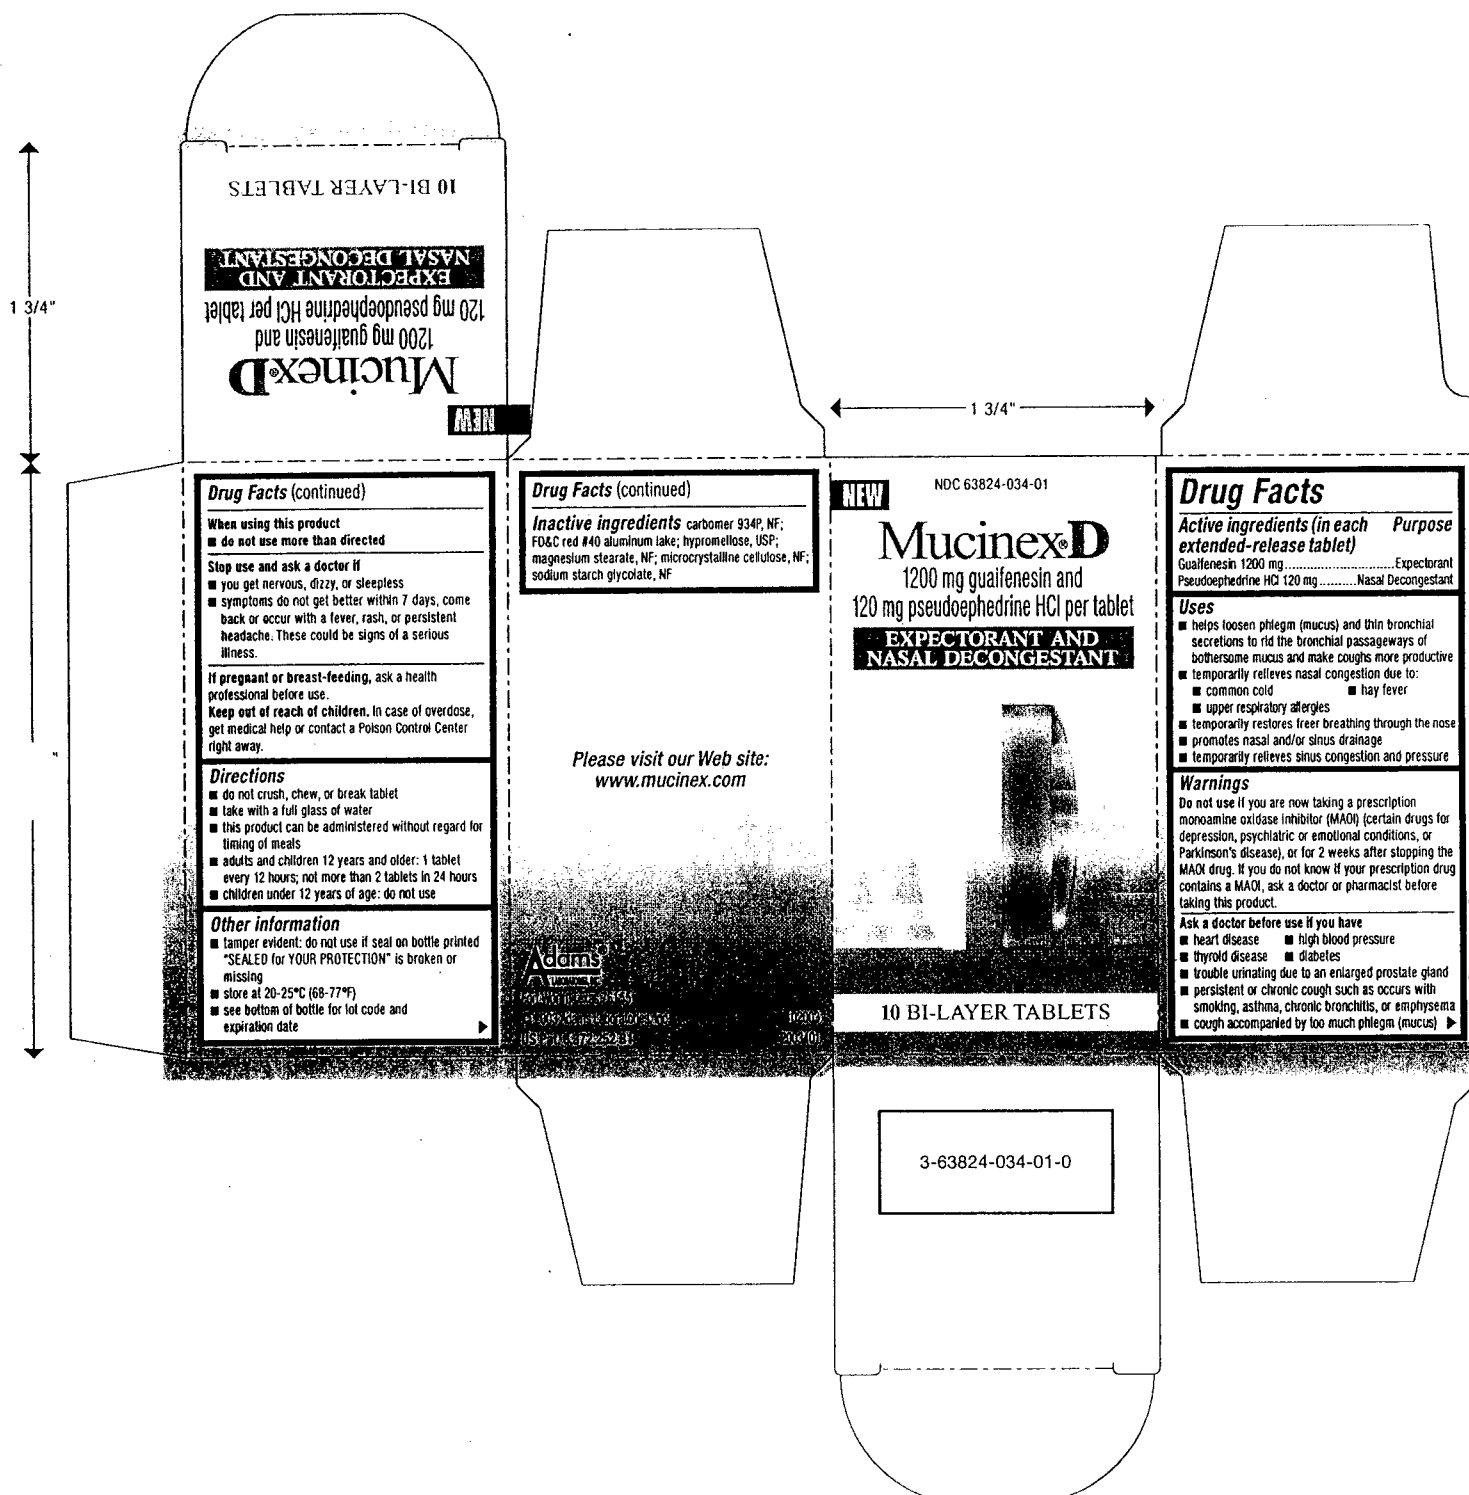 10 BI-LAYER TABLETS
EXPECTORANT AND
NASAL DECONGESTANT
1200 mg guaifenesin and
120 mg pseudoephedrine HCl per tablet
Mucinex®D
NEW
1 3/4"
1 3/4"
"
Drug Facts (continued)
When using this product
■ do not use more than directed
Stop use and ask a doctor if
■ you get nervous, dizzy, or sleepless
■ symptoms do not get better within 7 days, come
back or occur with a fever, rash, or persistent
headache. These could be signs of a serious
illness.
If pregnant or breast-feeding, ask a health
professional before use.
Keep out of reach of children. In case of overdose,
get medical help or contact a Poison Control Center
right away.
Directions
■ do not crush, chew, or break tablet
■ take with a full glass of water
■ this product can be administered without regard for
timing of meals
■ adults and children 12 years and older: 1 tablet
every 12 hours; not more than 2 tablets in 24 hours
■ children under 12 years of age: do not use
Other information
■ tamper evident: do not use if seal on bottle printed
"SEALED for YOUR PROTECTION" is broken or
missing
■ store at 20-25°C (68-77°F)
■ see bottom of bottle for lot code and
expiration date
Drug Facts (continued)
Inactive ingredients carbomer 934P, NF;
FD&C red #40 aluminum lake; hypromellose, USP;
magnesium stearate, NF; microcrystalline cellulose, NF;
sodium starch glycolate, NF
Please visit our Web site:
www.mucinex.com
Adams
NEW
NDC 63824-034-01
Mucinex®D
1200 mg guaifenesin and
120 mg pseudoephedrine HCl per tablet
EXPECTORANT AND
NASAL DECONGESTANT
10 BI-LAYER TABLETS
3-63824-034-01-0
Drug Facts
Active ingredients (in each Purpose
extended-release tablet)
Guaifenesin 1200 mg............................Expectorant
Pseudoephedrine HCl 120 mg..........Nasal Decongestant
Uses
■ helps loosen phlegm (mucus) and thin bronchial
secretions to rid the bronchial passageways of
bothersome mucus and make coughs more productive
■ temporarily relieves nasal congestion due to:
■ common cold ■ hay fever
■ upper respiratory allergies
■ temporarily restores freer breathing through the nose
■ promotes nasal and/or sinus drainage
■ temporarily relieves sinus congestion and pressure
Warnings
Do not use if you are now taking a prescription
monoamine oxidase inhibitor (MAOI) (certain drugs for
depression, psychiatric or emotional conditions, or
Parkinson's disease), or for 2 weeks after stopping the
MAOI drug. If you do not know if your prescription drug
contains a MAOI, ask a doctor or pharmacist before
taking this product.
Ask a doctor before use if you have
■ heart disease ■ high blood pressure
■ thyroid disease ■ diabetes
■ trouble urinating due to an enlarged prostate gland
■ persistent or chronic cough such as occurs with
smoking, asthma, chronic bronchitis, or emphysema
■ cough accompanied by too much phlegm (mucus)